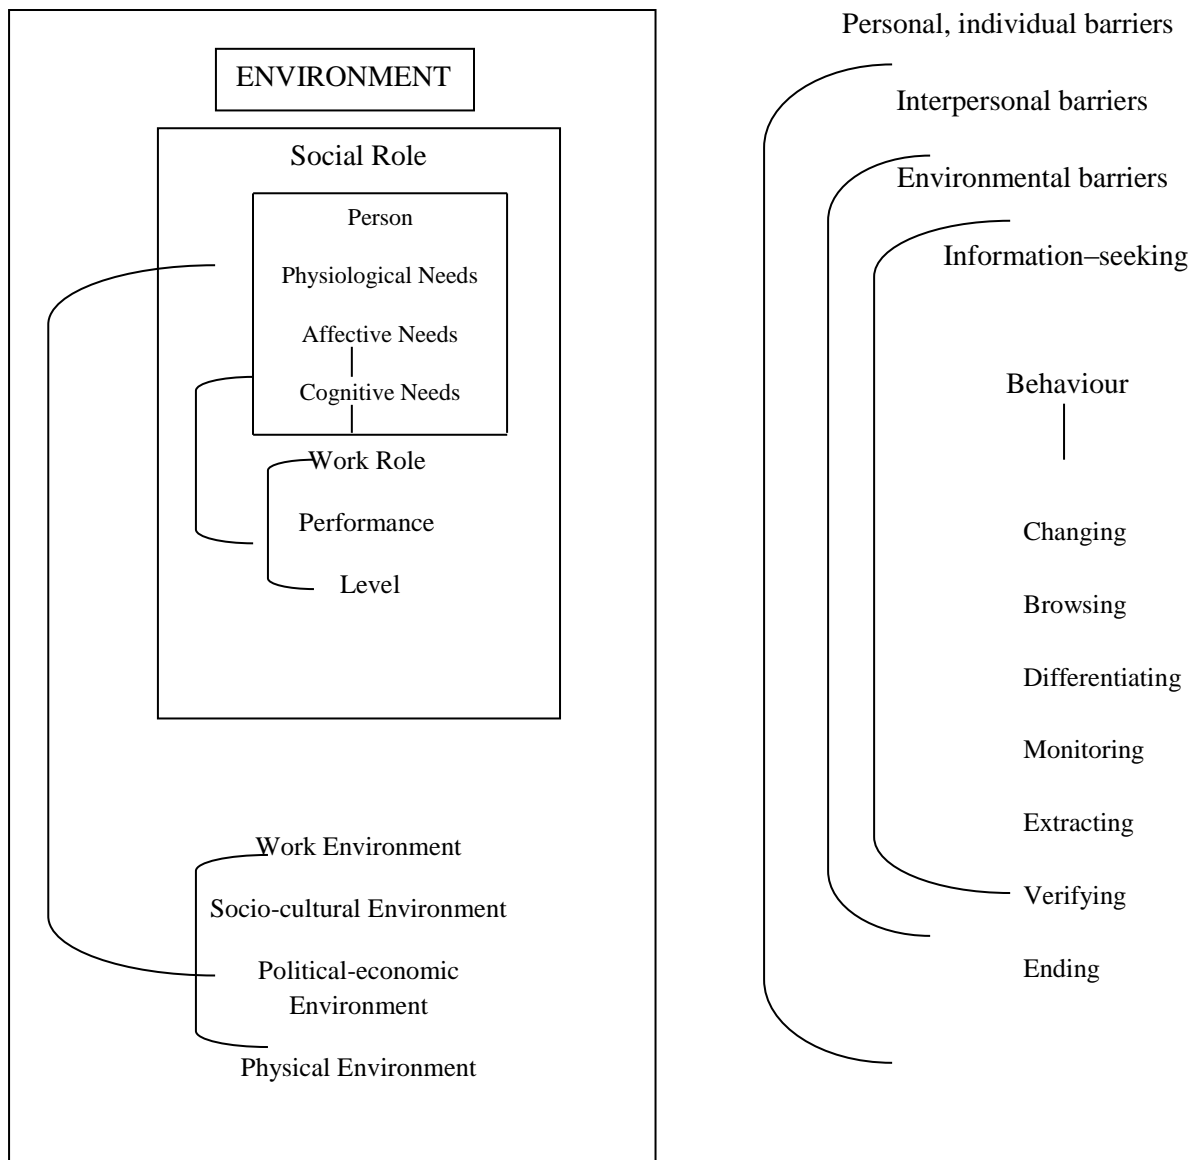 ENVIRONMENT
Social Role
Person
Physiological Needs
Affective Needs
Cognitive Needs
Work Role
Performance
Level
Work Environment
Socio-cultural Environment
Political-economic
Environment
Physical Environment
Personal, individual barriers
Interpersonal barriers
Environmental barriers
Information–seeking
Behaviour
Changing
Browsing
Differentiating
Monitoring
Extracting
Verifying
Ending